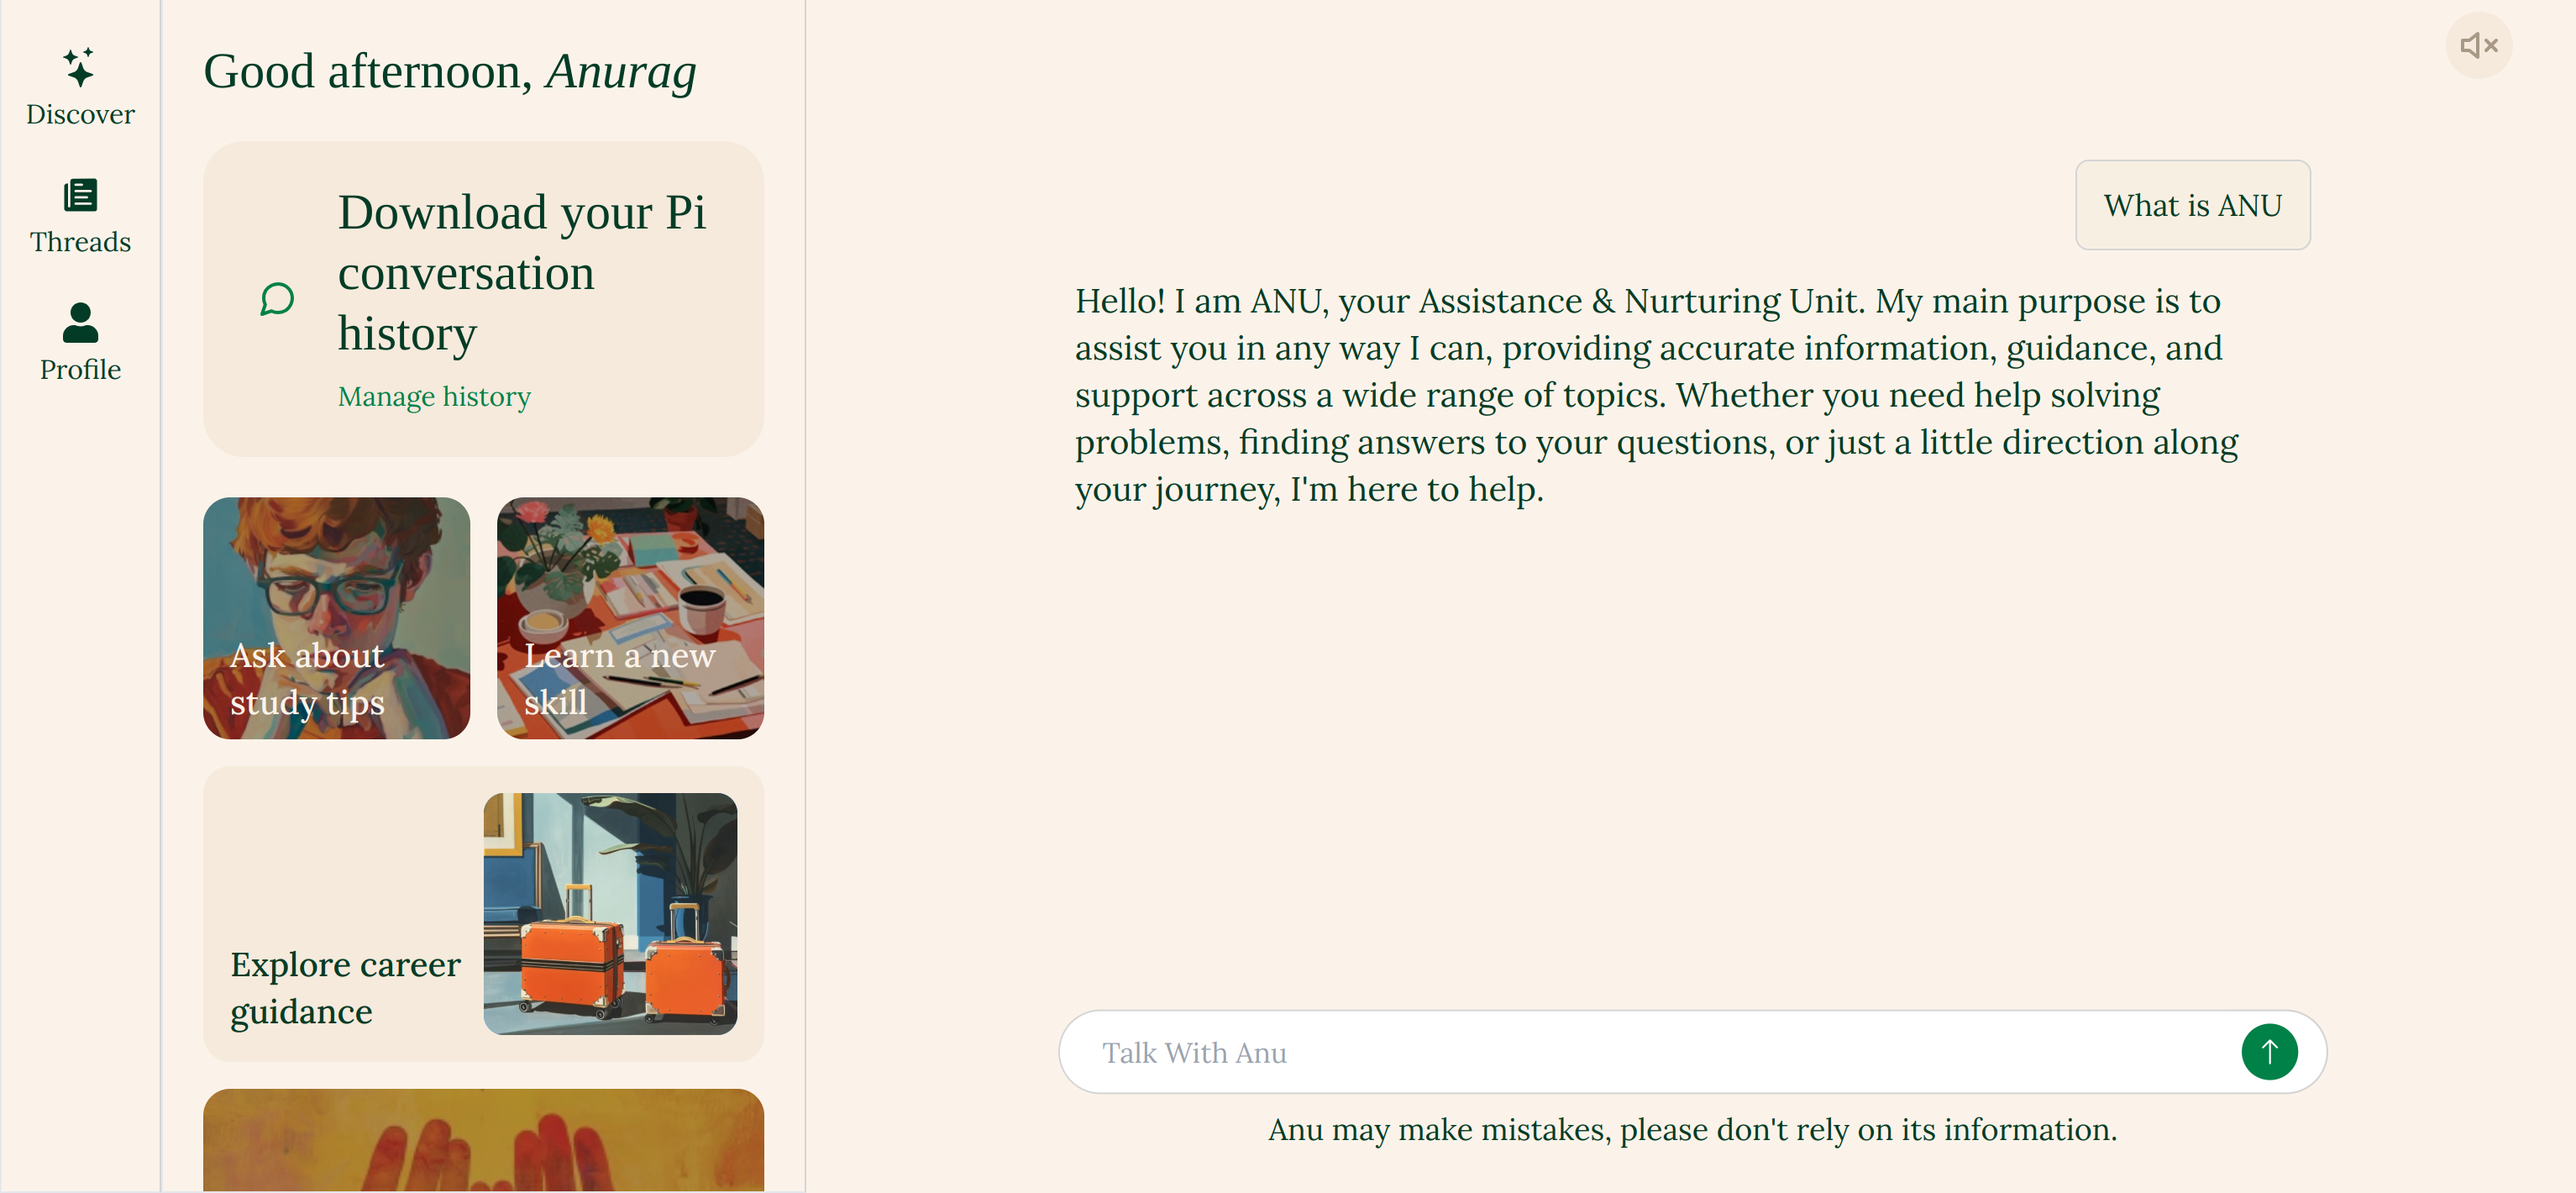 Discover
Threads
Profile
Good afternoon, Anurag
Download your Pi
conversation
history
Manage history
Ask about
study tips
Learn a new
skill
Explore career
guidance
What is ANU
Hello! I am ANU, your Assistance & Nurturing Unit. My main purpose is to
assist you in any way I can, providing accurate information, guidance, and
support across a wide range of topics. Whether you need help solving
problems, finding answers to your questions, or just a little direction along
your journey, I'm here to help.
Talk With Anu
Anu may make mistakes, please don't rely on its information.